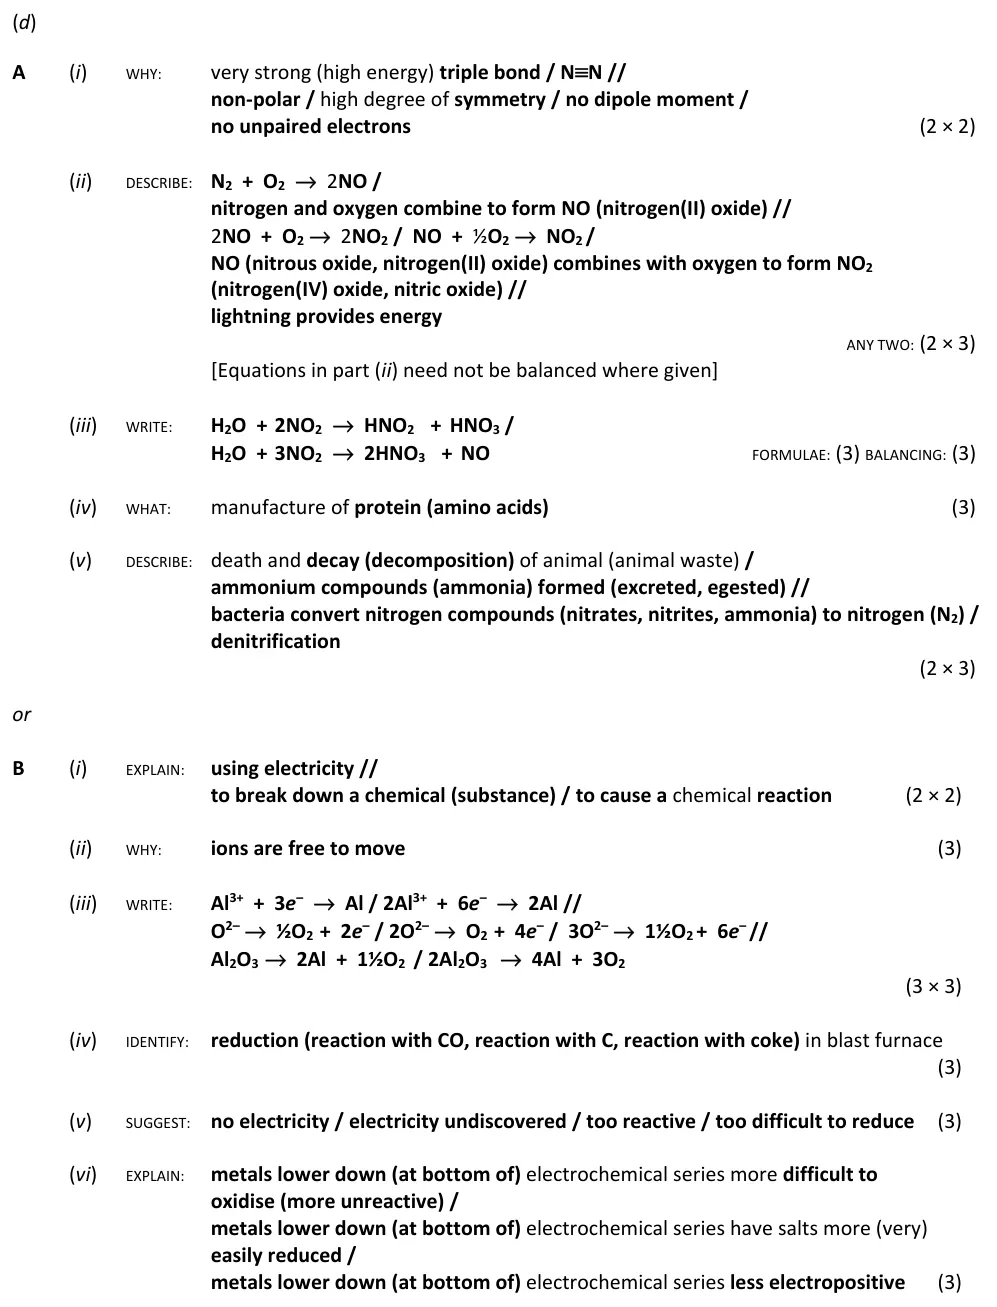 (d)
A (i) WHY: very strong (high energy) triple bond / N≡N //
non-polar / high degree of symmetry / no dipole moment /
no unpaired electrons (2 × 2)
(ii) DESCRIBE: N₂ + O₂ → 2NO /
nitrogen and oxygen combine to form NO (nitrogen(II) oxide) //
2NO + O₂ → 2NO₂ / NO + ½O₂ → NO₂ /
NO (nitrous oxide, nitrogen(II) oxide) combines with oxygen to form NO₂
(nitrogen(IV) oxide, nitric oxide) //
lightning provides energy
ANY TWO: (2 × 3)
[Equations in part (ii) need not be balanced where given]
(iii) WRITE: H₂O + 2NO₂ → HNO₂ + HNO₃ /
H₂O + 3NO₂ → 2HNO₃ + NO FORMULAE: (3) BALANCING: (3)
(iv) WHAT: manufacture of protein (amino acids) (3)
(v) DESCRIBE: death and decay (decomposition) of animal (animal waste) /
ammonium compounds (ammonia) formed (excreted, egested) //
bacteria convert nitrogen compounds (nitrates, nitrites, ammonia) to nitrogen (N₂) /
denitrification
(2 × 3)
or
B (i) EXPLAIN: using electricity //
to break down a chemical (substance) / to cause a chemical reaction (2 × 2)
(ii) WHY: ions are free to move (3)
(iii) WRITE: Al³⁺ + 3e⁻ → Al / 2Al³⁺ + 6e⁻ → 2Al //
O²⁻ → ½O₂ + 2e⁻ / 2O²⁻ → O₂ + 4e⁻ / 3O²⁻ → 1½O₂ + 6e⁻ //
Al₂O₃ → 2Al + 1½O₂ / 2Al₂O₃ → 4Al + 3O₂
(3 × 3)
(iv) IDENTIFY: reduction (reaction with CO, reaction with C, reaction with coke) in blast furnace
(3)
(v) SUGGEST: no electricity / electricity undiscovered / too reactive / too difficult to reduce (3)
(vi) EXPLAIN: metals lower down (at bottom of) electrochemical series more difficult to
oxidise (more unreactive) /
metals lower down (at bottom of) electrochemical series have salts more (very)
easily reduced /
metals lower down (at bottom of) electrochemical series less electropositive (3)